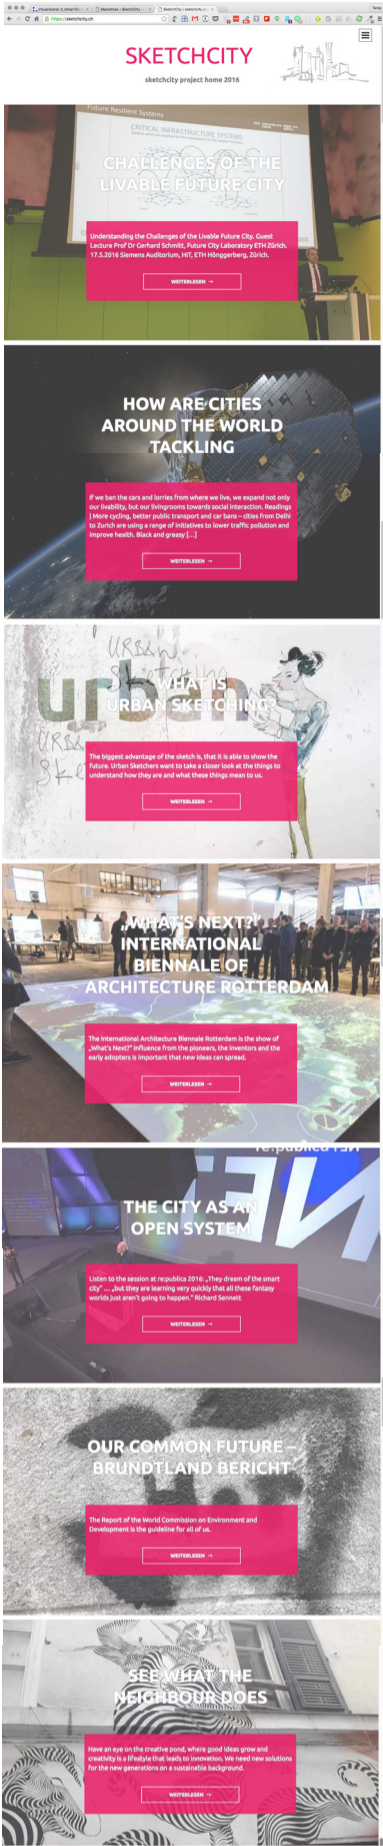 https://sketchcity.ch
SKETCHCITY
sketchcity project home 2016
Future Resilient Systems
CRITICAL INFRASTRUCTURE SYSTEMS
CHALLENGES OF THE
LIVABLE FUTURE CITY
Understanding the Challenges of the Livable Future City. Guest
Lecture Prof Dr Gerhard Schmitt, Future City Laboratory ETH Zürich.
17.5.2016 Siemens Auditorium, HIT, ETH Hönggerberg, Zürich.
WEITERLESEN →
HOW ARE CITIES
AROUND THE WORLD
TACKLING
If we ban the cars and lorries from where we live, we expand not only
our livability, but our livingrooms towards social interaction. Readings
| More cycling, better public transport and car bans – cities from Delhi
to Zurich are using a range of initiatives to lower traffic pollution and
improve health. Black and greasy [...]
WEITERLESEN →
URBAN
SKETCHING
urban
WHAT IS
URBAN SKETCHING?
The biggest advantage of the sketch is, that it is able to show the
future. Urban Sketchers want to take a closer look at the things to
understand how they are and what these things mean to us.
WEITERLESEN →
„WHAT'S NEXT?"
INTERNATIONAL
BIENNALE OF
ARCHITECTURE ROTTERDAM
The International Architecture Biennale Rotterdam is the show of
„What's Next?" Influence from the pioneers, the inventors and the
early adopters is important that new ideas can spread.
WEITERLESEN →
THE CITY AS AN
OPEN SYSTEM
Listen to the session at re:publica 2016: „They dream of the smart
city" ... „but they are learning very quickly that all these fantasy
worlds just aren't going to happen." Richard Sennett
WEITERLESEN →
OUR COMMON FUTURE –
BRUNDTLAND BERICHT
The Report of the World Commission on Environment and
Development is the guideline for all of us.
WEITERLESEN →
SEE WHAT THE
NEIGHBOUR DOES
Have an eye on the creative pond, where good ideas grow and
creativity is a lifestyle that leads to innovation. We need new solutions
for the new generations on a sustainable background.
WEITERLESEN →